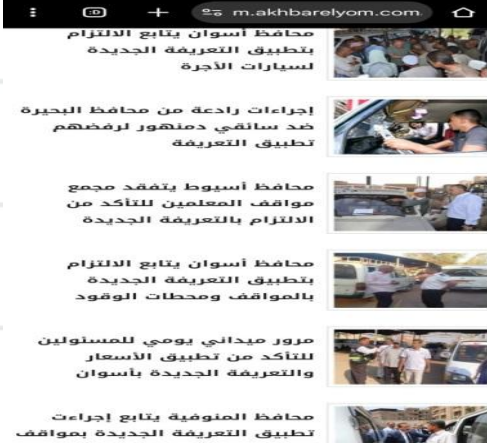 :D
m.akhbarelyom.com
محافظ أسوان يتابع الالتزام
بتطبيق التعريفة الجديدة
لسيارات الأجرة
إجراءات رادعة من محافظ البحيرة
ضد سائقي دمنهور لرفضهم
تطبيق التعريفة
محافظ أسيوط يتفقد مجمع
مواقف المعلمين للتأكد من
الالتزام بالتعريفة الجديدة
محافظ أسوان يتابع الالتزام
بتطبيق التعريفة الجديدة
بالمواقف ومحطات الوقود
مرور ميداني يومي للمسئولين
للتأكد من تطبيق الأسعار
والتعريفة الجديدة بأسوان
محافظ المنوفية يتابع إجراءت
تطبيق التعريفة الجديدة بمواقف